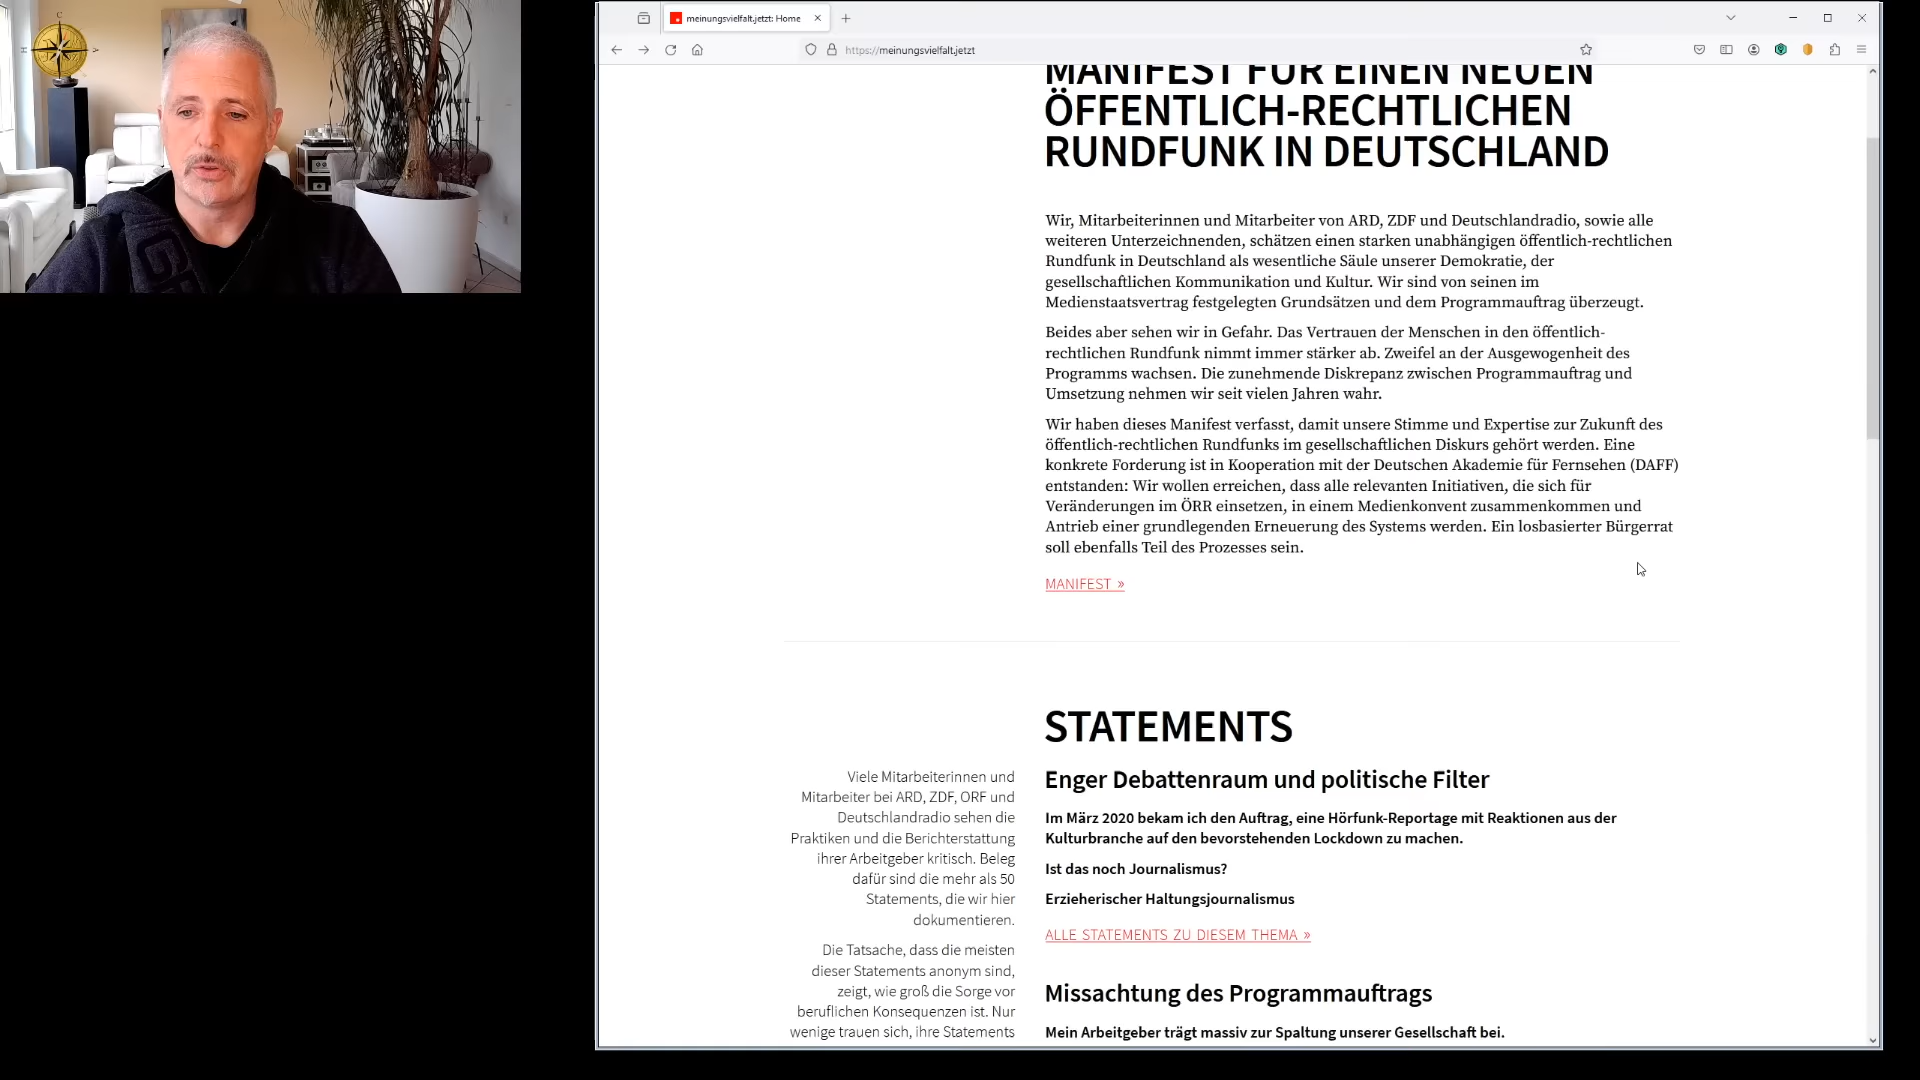 C
H
A
meinungsvielfalt.jetzt: Home
https://meinungsvielfalt.jetzt
MANIFEST FÜR EINEN NEUEN
ÖFFENTLICH-RECHTLICHEN
RUNDFUNK IN DEUTSCHLAND
Wir, Mitarbeiterinnen und Mitarbeiter von ARD, ZDF und Deutschlandradio, sowie alle
weiteren Unterzeichnenden, schätzen einen starken unabhängigen öffentlich-rechtlichen
Rundfunk in Deutschland als wesentliche Säule unserer Demokratie, der
gesellschaftlichen Kommunikation und Kultur. Wir sind von seinen im
Medienstaatsvertrag festgelegten Grundsätzen und dem Programmauftrag überzeugt.
Beides aber sehen wir in Gefahr. Das Vertrauen der Menschen in den öffentlich-
rechtlichen Rundfunk nimmt immer stärker ab. Zweifel an der Ausgewogenheit des
Programms wachsen. Die zunehmende Diskrepanz zwischen Programmauftrag und
Umsetzung nehmen wir seit vielen Jahren wahr.
Wir haben dieses Manifest verfasst, damit unsere Stimme und Expertise zur Zukunft des
öffentlich-rechtlichen Rundfunks im gesellschaftlichen Diskurs gehört werden. Eine
konkrete Forderung ist in Kooperation mit der Deutschen Akademie für Fernsehen (DAFF)
entstanden: Wir wollen erreichen, dass alle relevanten Initiativen, die sich für
Veränderungen im ÖRR einsetzen, in einem Medienkonvent zusammenkommen und
Antrieb einer grundlegenden Erneuerung des Systems werden. Ein losbasierter Bürgerrat
soll ebenfalls Teil des Prozesses sein.
MANIFEST »
STATEMENTS
Viele Mitarbeiterinnen und
Mitarbeiter bei ARD, ZDF, ORF und
Deutschlandradio sehen die
Praktiken und die Berichterstattung
ihrer Arbeitgeber kritisch. Beleg
dafür sind die mehr als 50
Statements, die wir hier
dokumentieren.
Die Tatsache, dass die meisten
dieser Statements anonym sind,
zeigt, wie groß die Sorge vor
beruflichen Konsequenzen ist. Nur
wenige trauen sich, ihre Statements
Enger Debattenraum und politische Filter
Im März 2020 bekam ich den Auftrag, eine Hörfunk-Reportage mit Reaktionen aus der
Kulturbranche auf den bevorstehenden Lockdown zu machen.
Ist das noch Journalismus?
Erzieherischer Haltungsjournalismus
ALLE STATEMENTS ZU DIESEM THEMA »
Missachtung des Programmauftrags
Mein Arbeitgeber trägt massiv zur Spaltung unserer Gesellschaft bei.